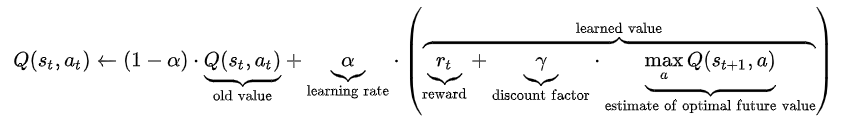 learned value
Q(s_t, a_t) ← (1 − α) · Q(s_t, a_t) + α · ( r_t + γ · max_a Q(s_{t+1}, a) )
old value learning rate reward discount factor estimate of optimal future value